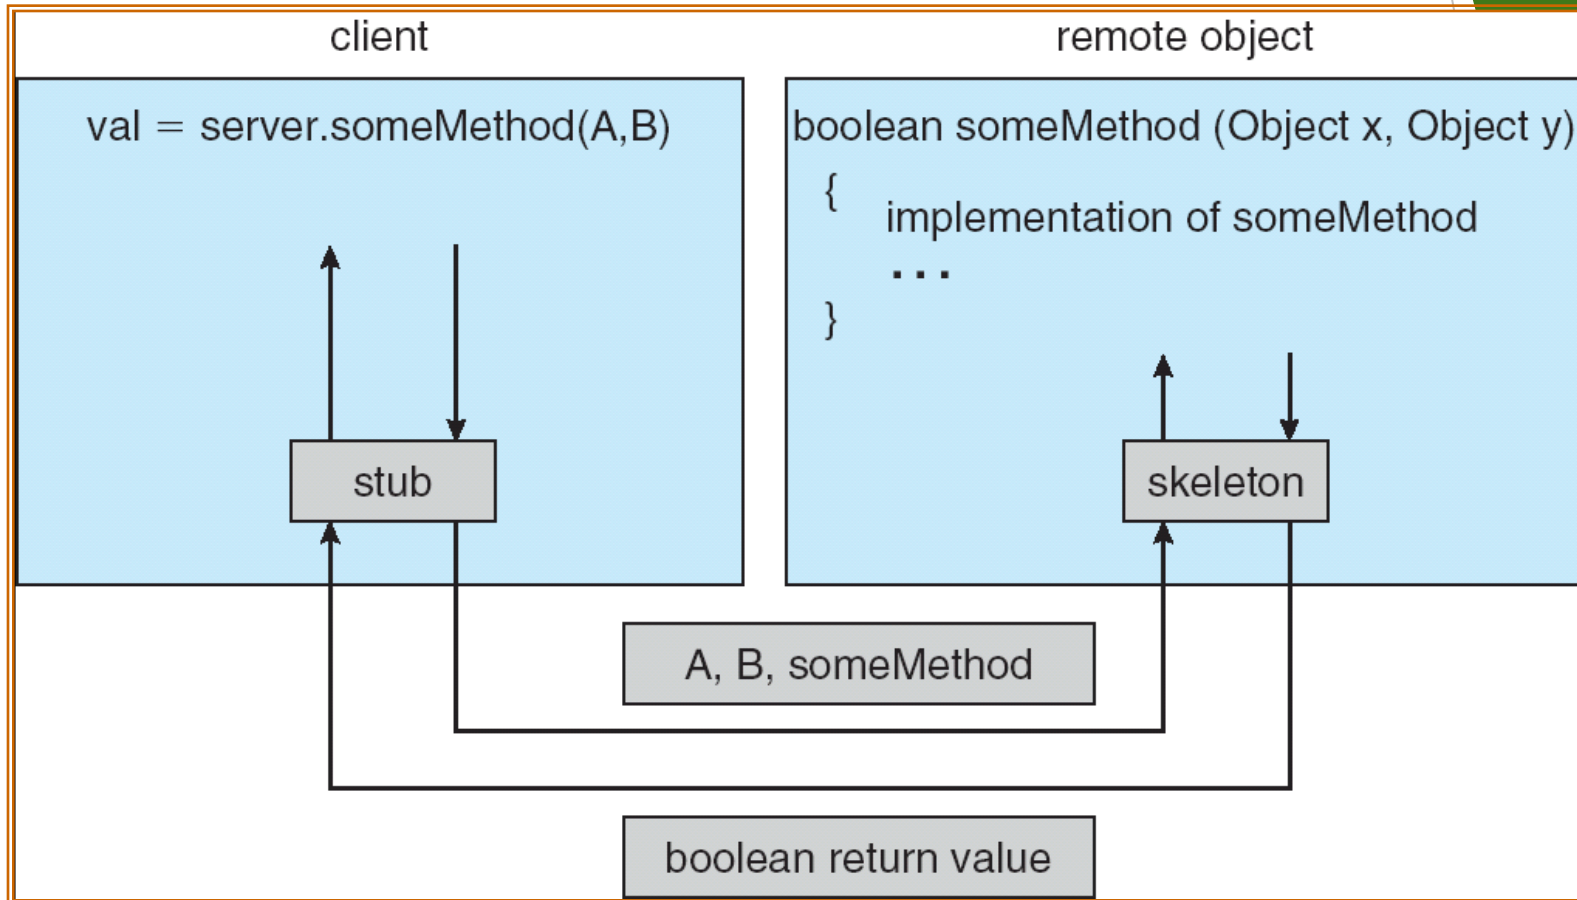 client
val = server.someMethod(A,B)
stub
remote object
boolean someMethod (Object x, Object y)
{
implementation of someMethod
...
}
skeleton
A, B, someMethod
boolean return value